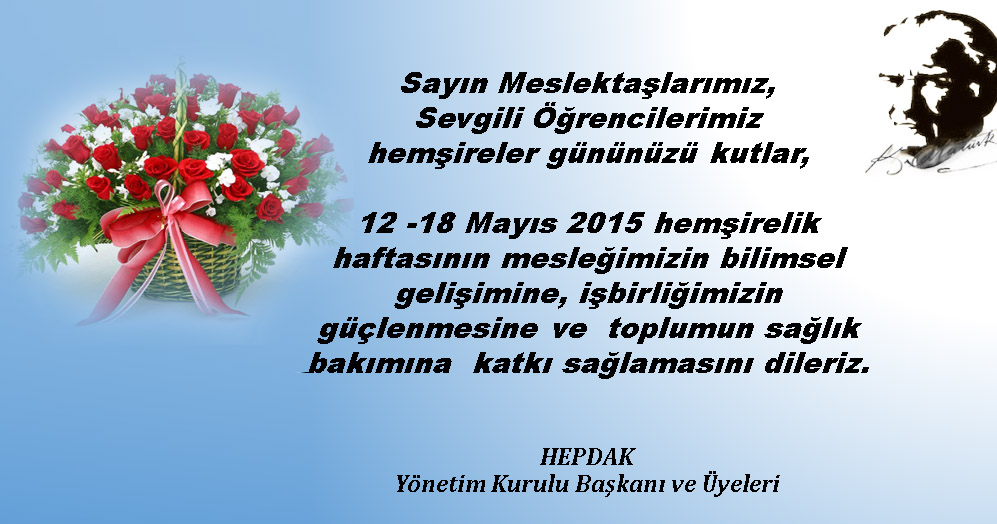 Sayın Meslektaşlarımız,
Sevgili Öğrencilerimiz
hemşireler gününüzü kutlar,
12 -18 Mayıs 2015 hemşirelik
haftasının mesleğimizin bilimsel
gelişimine, işbirliğimizin
güçlenmesine ve toplumun sağlık
bakımına katkı sağlamasını dileriz.
HEPDAK
Yönetim Kurulu Başkanı ve Üyeleri